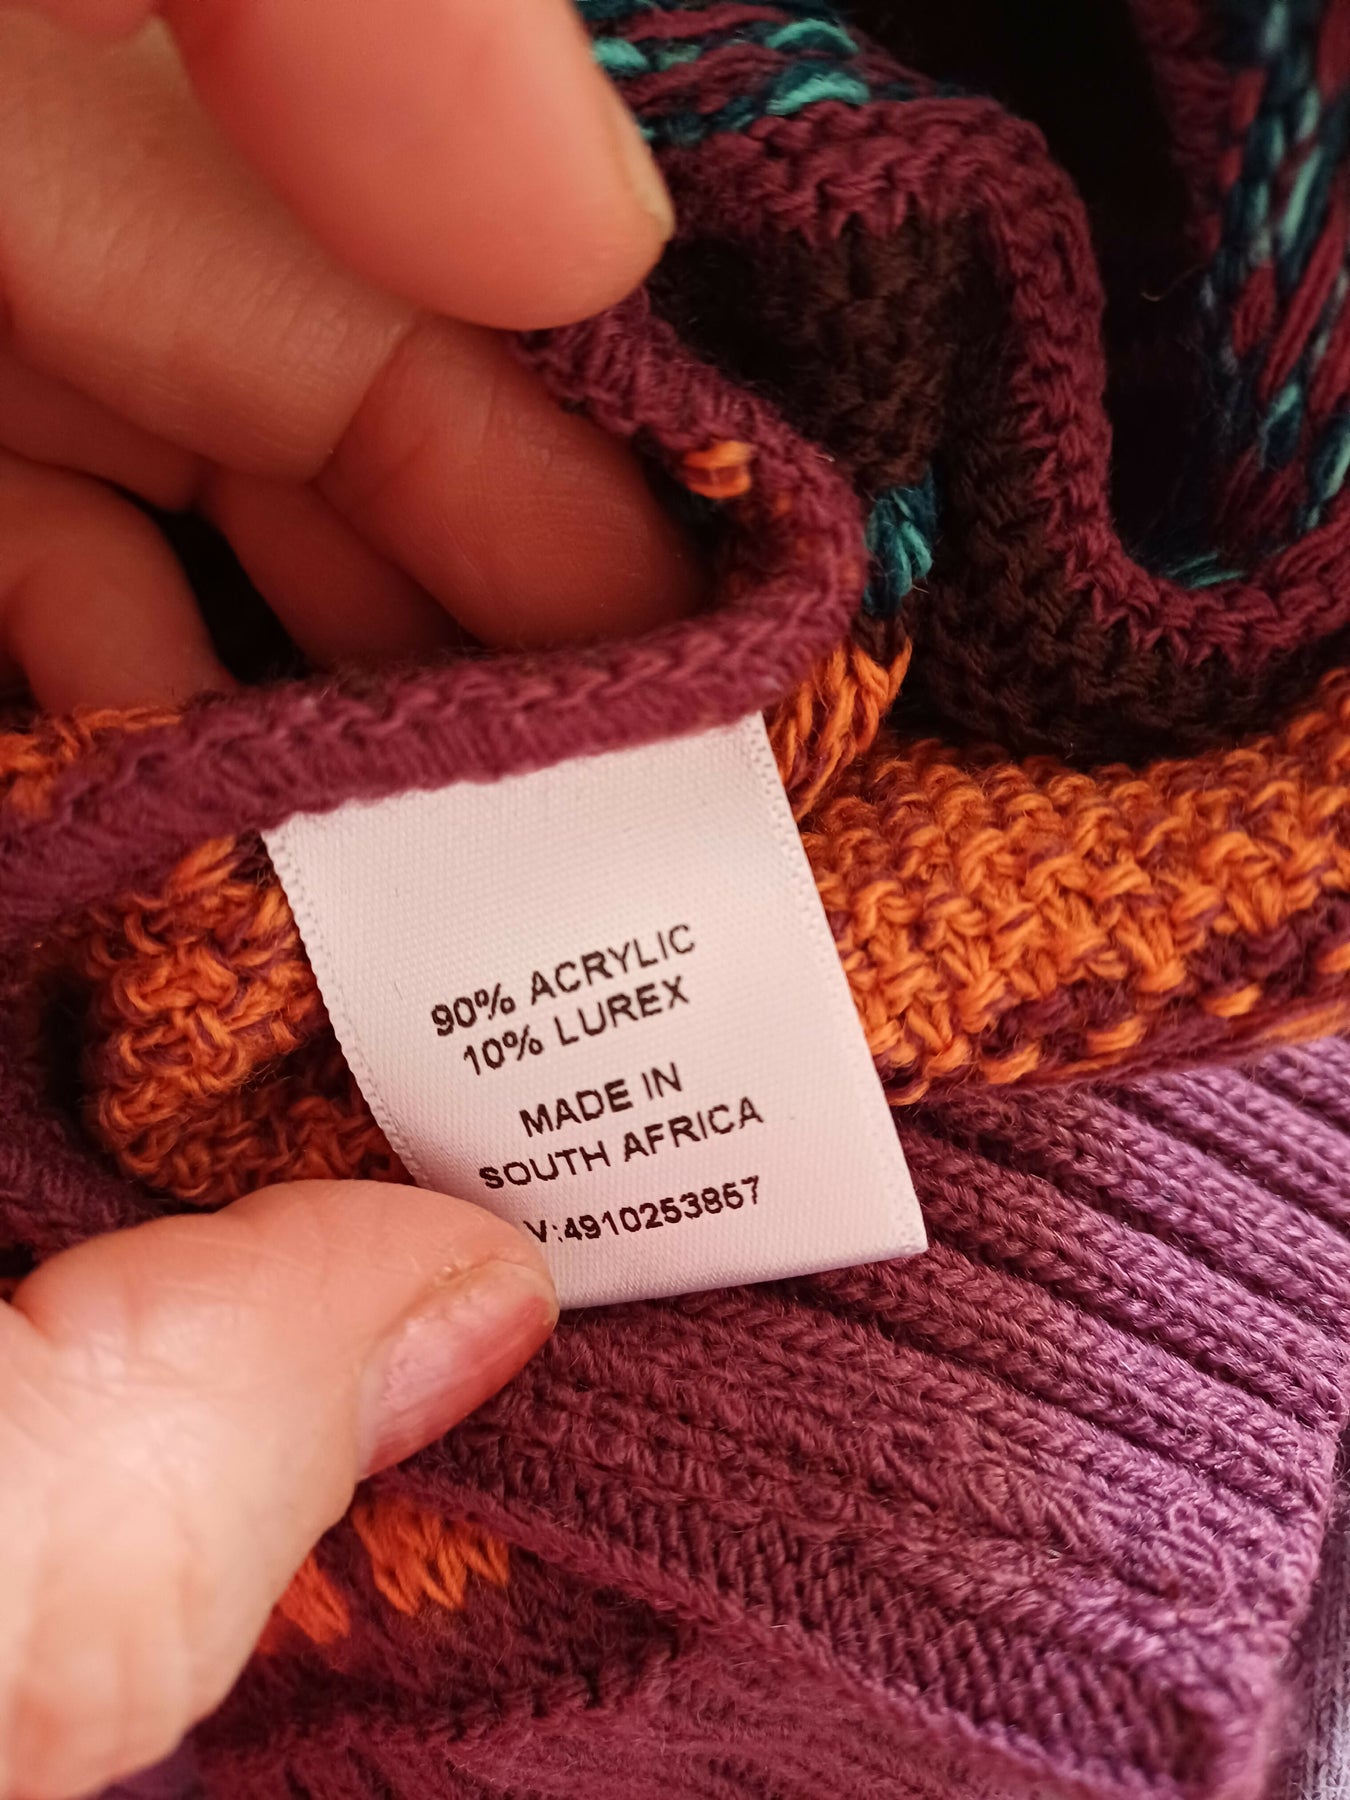 90% ACRYLIC
10% LUREX
MADE IN
SOUTH AFRICA
V:4910253867